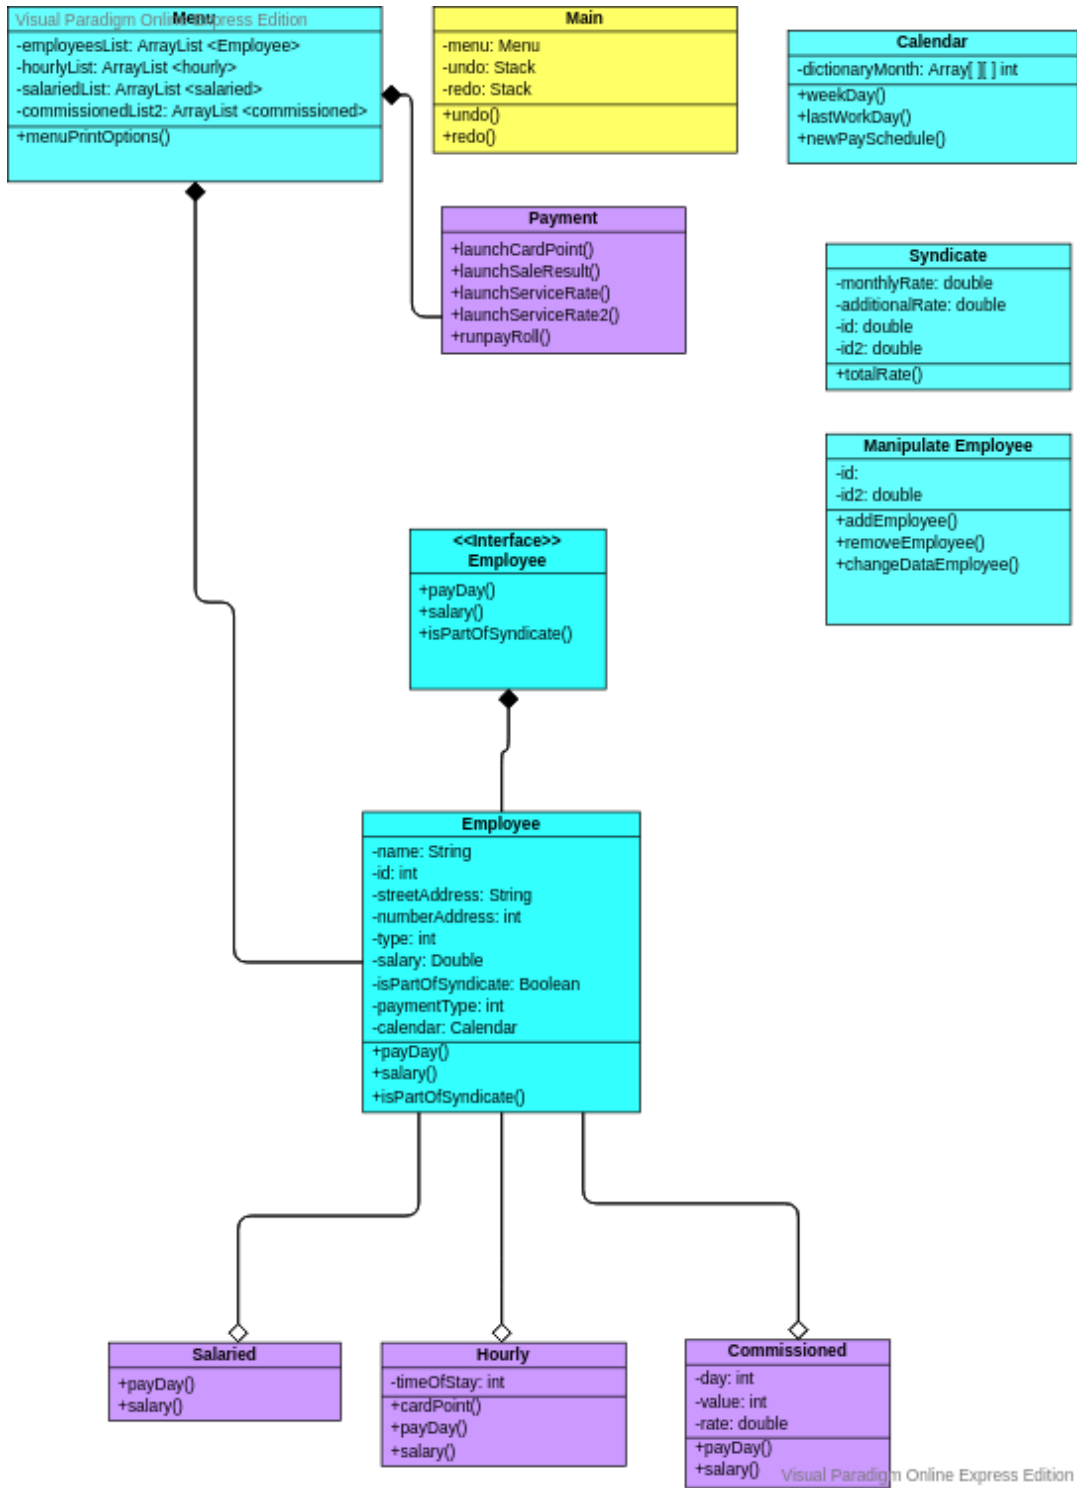 Visual Paradigm Online Express Edition
Menu
-employeesList: ArrayList <Employee>
-hourlyList: ArrayList <hourly>
-salariedList: ArrayList <salaried>
-commissionedList2: ArrayList <commissioned>
+menuPrintOptions()
Main
-menu: Menu
-undo: Stack
-redo: Stack
+undo()
+redo()
Calendar
-dictionaryMonth: Array[ ][ ] int
+weekDay()
+lastWorkDay()
+newPaySchedule()
Payment
+launchCardPoint()
+launchSaleResult()
+launchServiceRate()
+launchServiceRate2()
+runpayRoll()
Syndicate
-monthlyRate: double
-additionalRate: double
-id: double
-id2: double
+totalRate()
Manipulate Employee
-id:
-id2: double
+addEmployee()
+removeEmployee()
+changeDataEmployee()
<<Interface>>
Employee
+payDay()
+salary()
+isPartOfSyndicate()
Employee
-name: String
-id: int
-streetAddress: String
-numberAddress: int
-type: int
-salary: Double
-isPartOfSyndicate: Boolean
-paymentType: int
-calendar: Calendar
+payDay()
+salary()
+isPartOfSyndicate()
Salaried
+payDay()
+salary()
Hourly
-timeOfStay: int
+cardPoint()
+payDay()
+salary()
Commissioned
-day: int
-value: int
-rate: double
+payDay()
+salary()
Visual Paradigm Online Express Edition